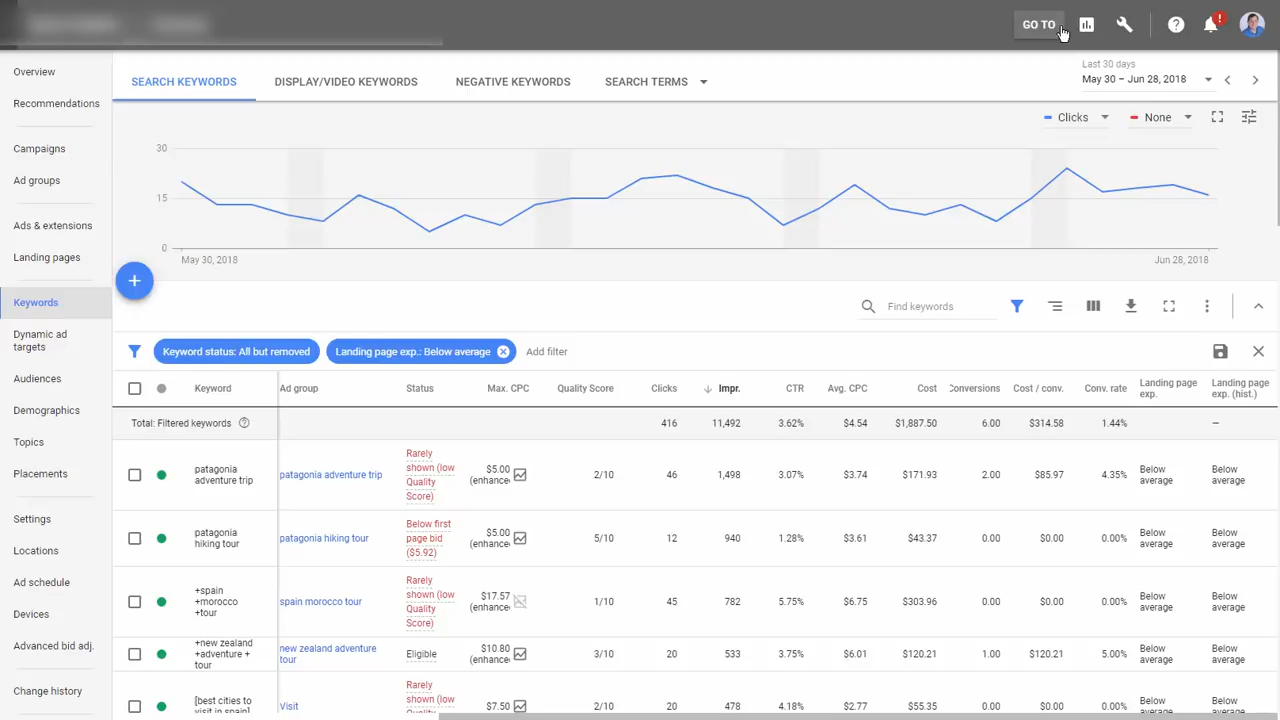 GO TO
Overview
Recommendations
Campaigns
Ad groups
Ads & extensions
Landing pages
Keywords
Dynamic ad
targets
Audiences
Demographics
Topics
Placements
Settings
Locations
Ad schedule
Devices
Advanced bid adj.
Change history
SEARCH KEYWORDS DISPLAY/VIDEO KEYWORDS NEGATIVE KEYWORDS SEARCH TERMS
Last 30 days
May 30 – Jun 28, 2018
Clicks None
30
15
0
May 30, 2018 Jun 28, 2018
Find keywords
Keyword status: All but removed Landing page exp.: Below average Add filter
Keyword Ad group Status Max. CPC Quality Score Clicks Impr. CTR Avg. CPC Cost Conversions Cost / conv. Conv. rate Landing page exp. Landing page exp. (hist.)
Total: Filtered keywords 416 11,492 3.62% $4.54 $1,887.50 6.00 $314.58 1.44% –
patagonia adventure trip patagonia adventure trip Rarely shown (low Quality Score) $5.00 (enhanced 2/10 46 1,498 3.07% $3.74 $171.93 2.00 $85.97 4.35% Below average Below average
patagonia hiking tour patagonia hiking tour Below first page bid ($5.92) $5.00 (enhanced 5/10 12 940 1.28% $3.61 $43.37 0.00 $0.00 0.00% Below average Below average
+spain +morocco +tour spain morocco tour Rarely shown (low Quality Score) $17.57 (enhanced 1/10 45 782 5.75% $6.75 $303.96 0.00 $0.00 0.00% Below average Below average
+new zealand +adventure + tour new zealand adventure tour Eligible $10.80 (enhanced 3/10 20 533 3.75% $6.01 $120.21 1.00 $120.21 5.00% Below average Below average
[best cities to visit in spain] Visit Rarely shown (low Quality $7.50 2/10 20 478 4.18% $2.77 $55.35 0.00 $0.00 0.00% Below average Below average